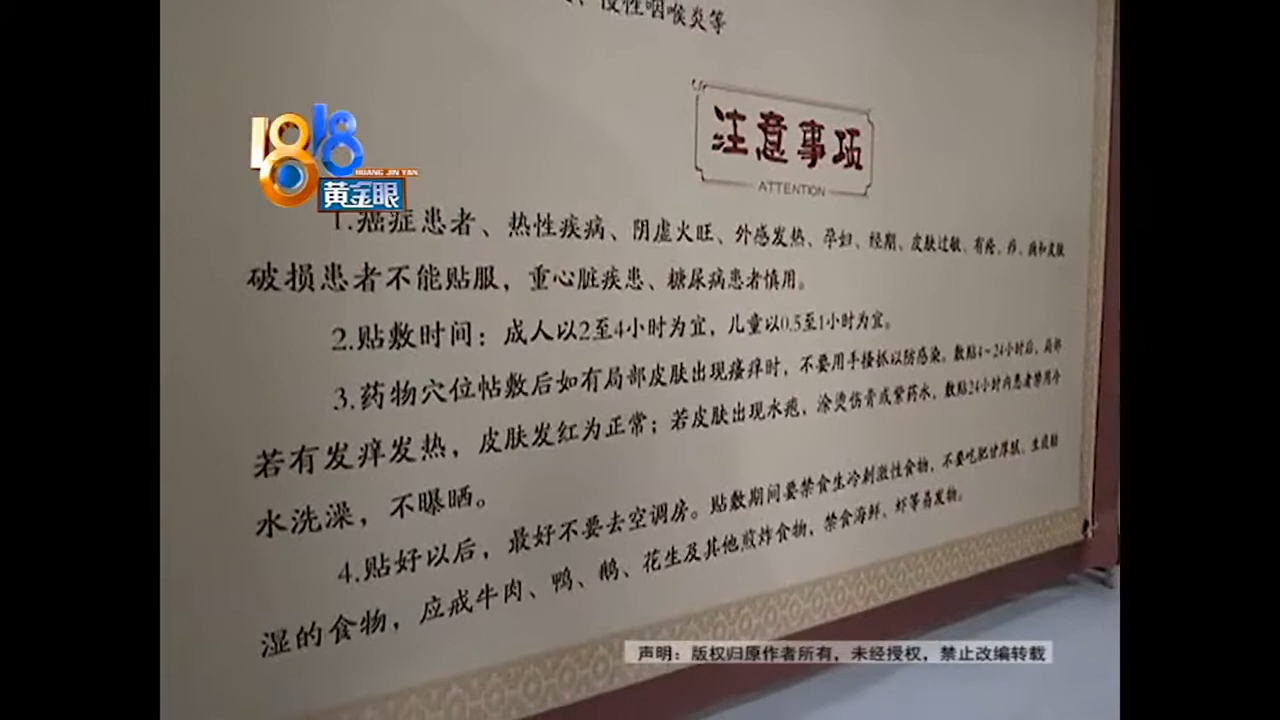 慢性咽喉炎等
注意事项
ATTENTION
1818
HUANG JIN YAN
黄金眼
1.癌症患者、热性疾病、阴虚火旺、外感发热、孕妇、经期、皮肤过敏、有疮、疖、痈和皮肤
破损患者不能贴服，重心脏疾患、糖尿病患者慎用。
2.贴敷时间：成人以2至4小时为宜，儿童以0.5至1小时为宜。
3.药物穴位帖敷后如有局部皮肤出现瘙痒时，不要用手搔抓以防感染。敷贴4~24小时后，局部
若有发痒发热，皮肤发红为正常；若皮肤出现水疱，涂烫伤膏或紫药水，敷贴24小时内患者禁用冷
水洗澡，不曝晒。
4.贴好以后，最好不要去空调房。贴敷期间要禁食生冷刺激性食物，不要吃肥甘厚腻、生痰助
湿的食物，应戒牛肉、鸭、鹅、花生及其他煎炸食物，禁食海鲜、虾等易发物。
声明：版权归原作者所有，未经授权，禁止改编转载